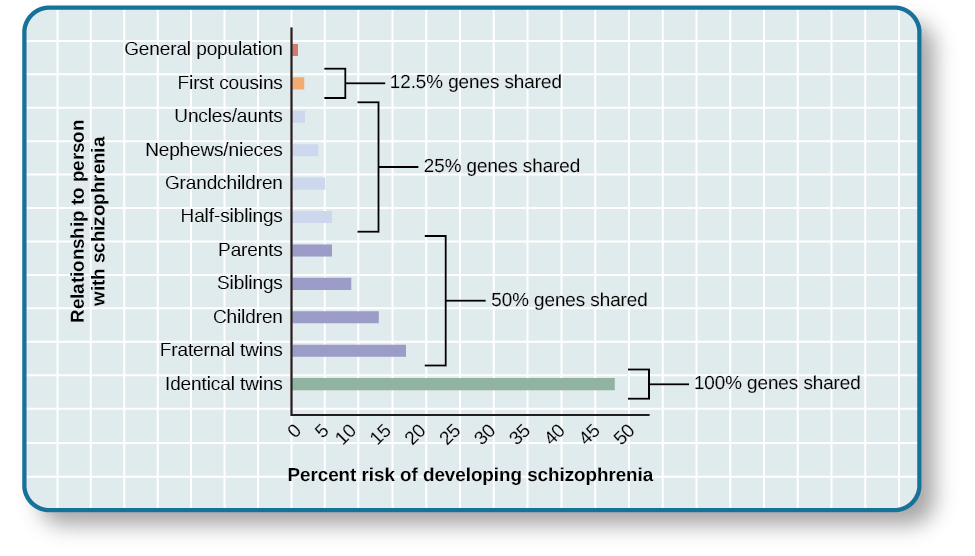 Relationship to person
with schizophrenia
General population
First cousins
12.5% genes shared
Uncles/aunts
Nephews/nieces
25% genes shared
Grandchildren
Half-siblings
Parents
Siblings
50% genes shared
Children
Fraternal twins
Identical twins
100% genes shared
0 5 10 15 20 25 30 35 40 45 50
Percent risk of developing schizophrenia